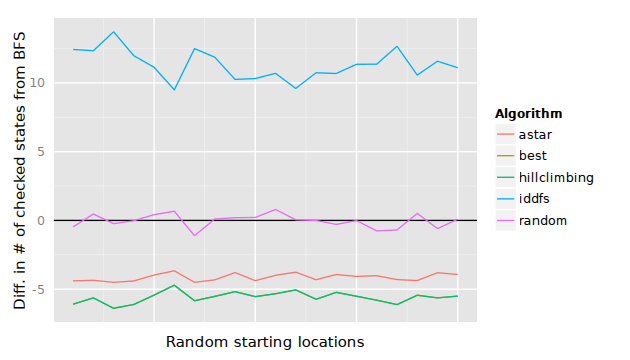 Diff. in # of checked states from BFS
10
5
0
-5
Random starting locations
Algorithm
astar
best
hillclimbing
iddfs
random